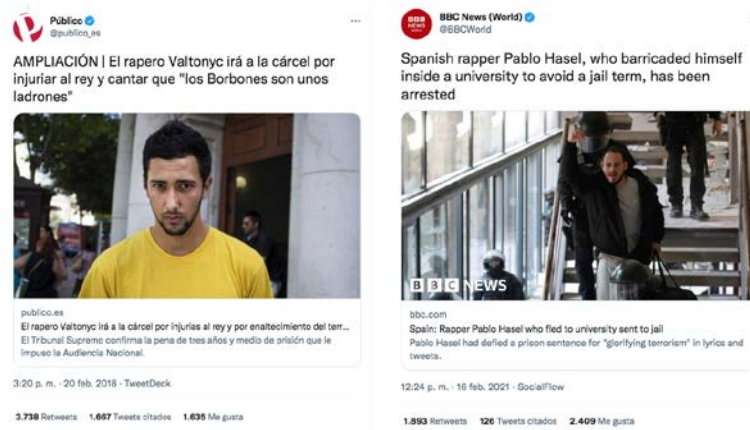 Público
@publico_es
AMPLIACIÓN | El rapero Valtonyc irá a la cárcel por
injuriar al rey y cantar que "los Borbones son unos
ladrones"
publico.es
El rapero Valtonyc irá a la cárcel por injurias al rey y por enaltecimiento del terr...
El Tribunal Supremo confirma la pena de tres años y medio de prisión que le
impuso la Audiencia Nacional.
3:20 p. m. · 20 feb. 2018 · TweetDeck
3.738 Retweets 1.667 Tweets citados 1.635 Me gusta
BBC NEWS
BBC News (World)
@BBCWorld
Spanish rapper Pablo Hasel, who barricaded himself
inside a university to avoid a jail term, has been
arrested
BBC NEWS
bbc.com
Spain: Rapper Pablo Hasel who fled to university sent to jail
Pablo Hasel had defied a prison sentence for "glorifying terrorism" in lyrics and
tweets.
12:24 p. m. · 16 feb. 2021 · SocialFlow
1.893 Retweets 126 Tweets citados 2.409 Me gusta